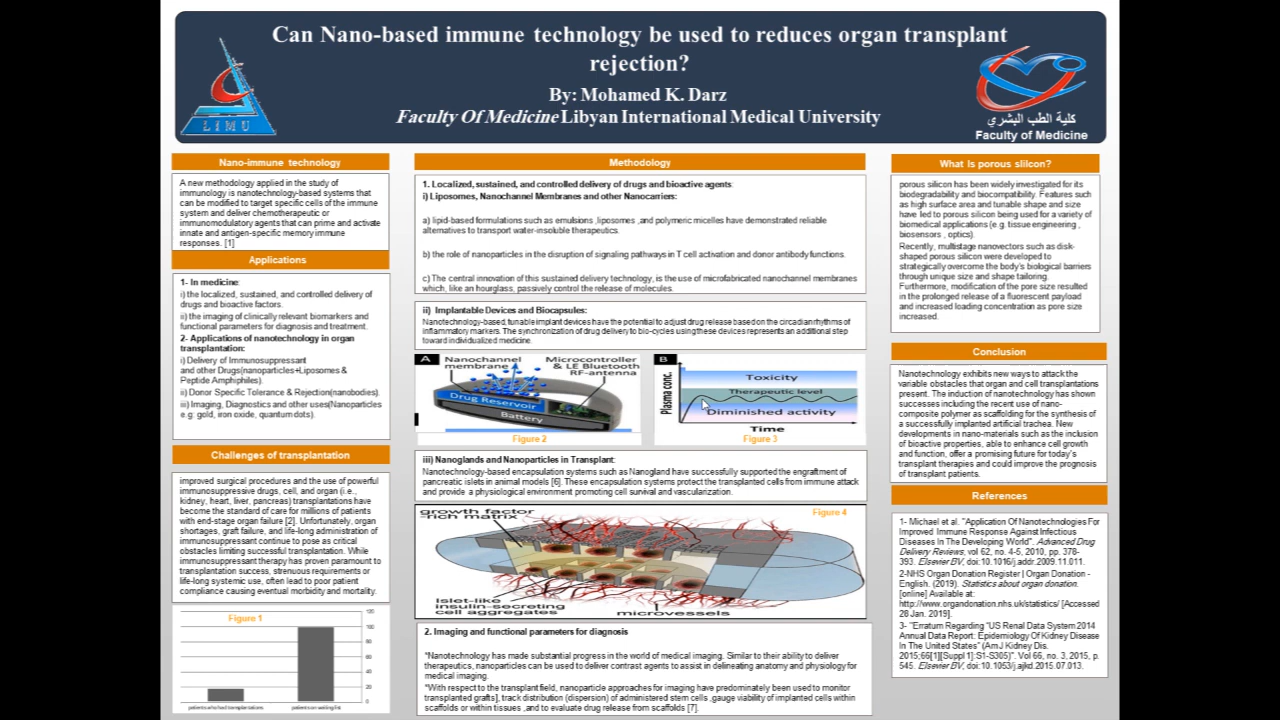 Can Nano-based immune technology be used to reduces organ transplant
rejection?
By: Mohamed K. Darz
Faculty Of Medicine Libyan International Medical University
LIMU
كلية الطب البشري
Faculty of Medicine
Nano-immune technology
A new methodology applied in the study of
immunology is nanotechnology-based systems that
can be modified to target specific cells of the immune
system and deliver chemotherapeutic or
immunomodulatory agents that can prime and activate
innate and antigen-specific memory immune
responses. [1]
Applications
1- In medicine:
i) the localized, sustained, and controlled delivery of
drugs and bioactive factors.
ii) the imaging of clinically relevant biomarkers and
functional parameters for diagnosis and treatment.
2- Applications of nanotechnology in organ
transplantation:
i) Delivery of Immunosuppressant
and other Drugs(nanoparticles+Liposomes &
Peptide Amphiphiles).
ii) Donor Specific Tolerance & Rejection(nanobodies).
iii) Imaging, Diagnostics and other uses(Nanoparticles
e.g: gold, iron oxide, quantum dots).
Challenges of transplantation
improved surgical procedures and the use of powerful
immunosuppressive drugs, cell, and organ (i.e.,
kidney, heart, liver, pancreas) transplantations have
become the standard of care for millions of patients
with end-stage organ failure [2]. Unfortunately, organ
shortages, graft failure, and life-long administration of
immunosuppressant continue to pose as critical
obstacles limiting successful transplantation. While
immunosuppressant therapy has proven paramount to
transplantation success, strenuous requirements or
life-long systemic use, often lead to poor patient
compliance causing eventual morbidity and mortality.
Figure 1
100
80
60
40
20
0
patients who had transplantations
patients on waiting list
Methodology
1. Localized, sustained, and controlled delivery of drugs and bioactive agents:
i) Liposomes, Nanochannel Membranes and other Nanocarriers:
a) lipid-based formulations such as emulsions ,liposomes ,and polymeric micelles have demonstrated reliable
alternatives to transport water-insoluble therapeutics.
b) the role of nanoparticles in the disruption of signaling pathways in T cell activation and donor antibody functions.
c) The central innovation of this sustained delivery technology, is the use of microfabricated nanochannel membranes
which, like an hourglass, passively control the release of molecules.
ii) Implantable Devices and Biocapsules:
Nanotechnology-based, tunable implant devices have the potential to adjust drug release based on the circadian rhythms of
inflammatory markers. The synchronization of drug delivery to bio-cycles using these devices represents an additional step
toward individualized medicine.
A
Nanochannel
membrane
Microcontroller
& LE Bluetooth
RF-antenna
Drug Reservoir
Battery
Figure 2
B
Plasma conc.
Toxicity
Therapeutic level
Diminished activity
Time
Figure 3
iii) Nanoglands and Nanoparticles in Transplant:
Nanotechnology-based encapsulation systems such as Nanogland have successfully supported the engraftment of
pancreatic islets in animal models [6]. These encapsulation systems protect the transplanted cells from immune attack
and provide a physiological environment promoting cell survival and vascularization.
growth factor
rich matrix
Figure 4
Islet-like
insulin-secreting
cell aggregates
microvessels
2. Imaging and functional parameters for diagnosis
*Nanotechnology has made substantial progress in the world of medical imaging. Similar to their ability to deliver
therapeutics, nanoparticles can be used to deliver contrast agents to assist in delineating anatomy and physiology for
medical imaging.
*With respect to the transplant field, nanoparticle approaches for imaging have predominately been used to monitor
transplanted grafts], track distribution (dispersion) of administered stem cells ,gauge viability of implanted cells within
scaffolds or within tissues ,and to evaluate drug release from scaffolds [7].
What Is porous slilcon?
porous silicon has been widely investigated for its
biodegradability and biocompatibility. Features such
as high surface area and tunable shape and size
have led to porous silicon being used for a variety of
biomedical applications (e.g. tissue engineering ,
biosensors , optics).
Recently, multistage nanovectors such as disk-
shaped porous silicon were developed to
strategically overcome the body's biological barriers
through unique size and shape tailoring.
Furthermore, modification of the pore size resulted
in the prolonged release of a fluorescent payload
and increased loading concentration as pore size
increased.
Conclusion
Nanotechnology exhibits new ways to attack the
variable obstacles that organ and cell transplantations
present. The induction of nanotechnology has shown
successes including the recent use of nano-
composite polymer as scaffolding for the synthesis of
a successfully implanted artificial trachea. New
developments in nano-materials such as the inclusion
of bioactive properties, able to enhance cell growth
and function, offer a promising future for today's
transplant therapies and could improve the prognosis
of transplant patients.
References
1- Michael et al. "Application Of Nanotechnologies For
Improved Immune Response Against Infectious
Diseases In The Developing World". Advanced Drug
Delivery Reviews, vol 62, no. 4-5, 2010, pp. 378-
393. Elsevier BV, doi:10.1016/j.addr.2009.11.011.
2-NHS Organ Donation Register | Organ Donation -
English. (2019). Statistics about organ donation.
[online] Available at:
http://www.organdonation.nhs.uk/statistics/ [Accessed
28 Jan. 2019].
3- "Erratum Regarding "US Renal Data System 2014
Annual Data Report: Epidemiology Of Kidney Disease
In The United States" (Am J Kidney Dis.
2015;66[1][Suppl 1]:S1-S305)". Vol 66, no. 3, 2015, p.
545. Elsevier BV, doi:10.1053/j.ajkd.2015.07.013.